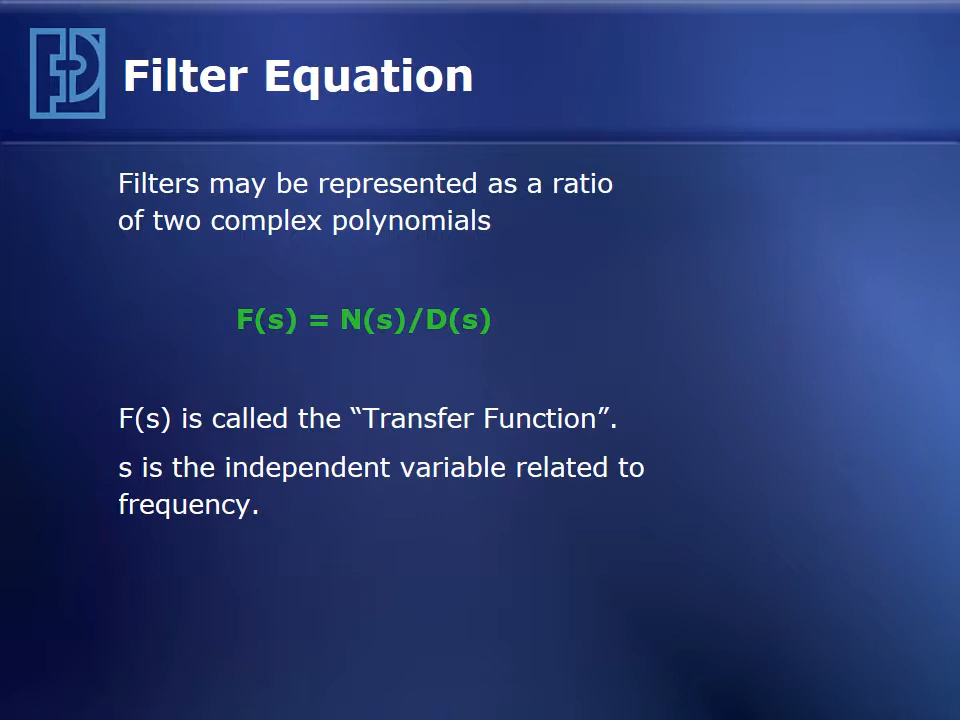 Filter Equation
Filters may be represented as a ratio
of two complex polynomials
F(s) = N(s)/D(s)
F(s) is called the “Transfer Function”.
s is the independent variable related to
frequency.